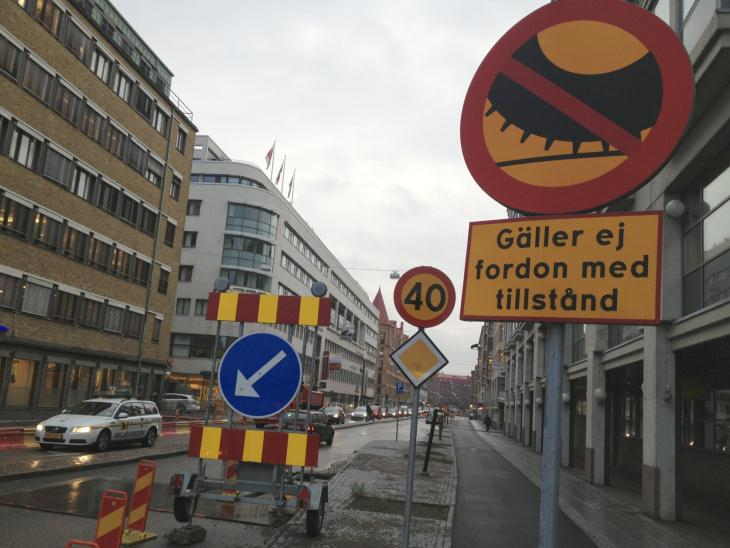 Gäller ej
fordon med
tillstånd
40
P